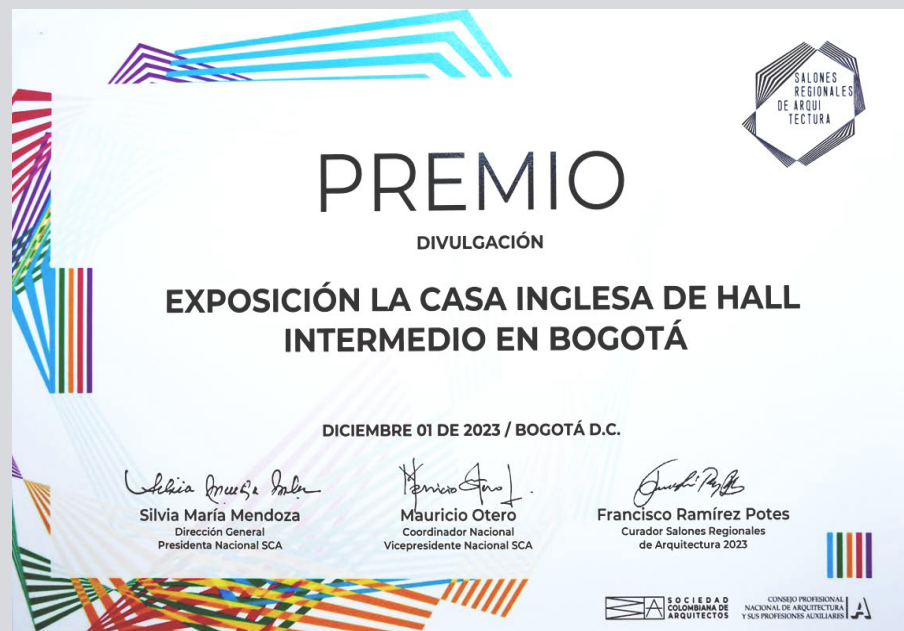 SALONES
REGIONALES
DE ARQUI
TECTURA
PREMIO
DIVULGACIÓN
EXPOSICIÓN LA CASA INGLESA DE HALL
INTERMEDIO EN BOGOTÁ
DICIEMBRE 01 DE 2023 / BOGOTÁ D.C.
Silvia María Mendoza
Dirección General
Presidenta Nacional SCA
Mauricio Otero
Coordinador Nacional
Vicepresidente Nacional SCA
Francisco Ramírez Potes
Curador Salones Regionales
de Arquitectura 2023
SOCIEDAD
COLOMBIANA DE
ARQUITECTOS
CONSEJO PROFESIONAL
NACIONAL DE ARQUITECTURA
Y SUS PROFESIONES AUXILIARES